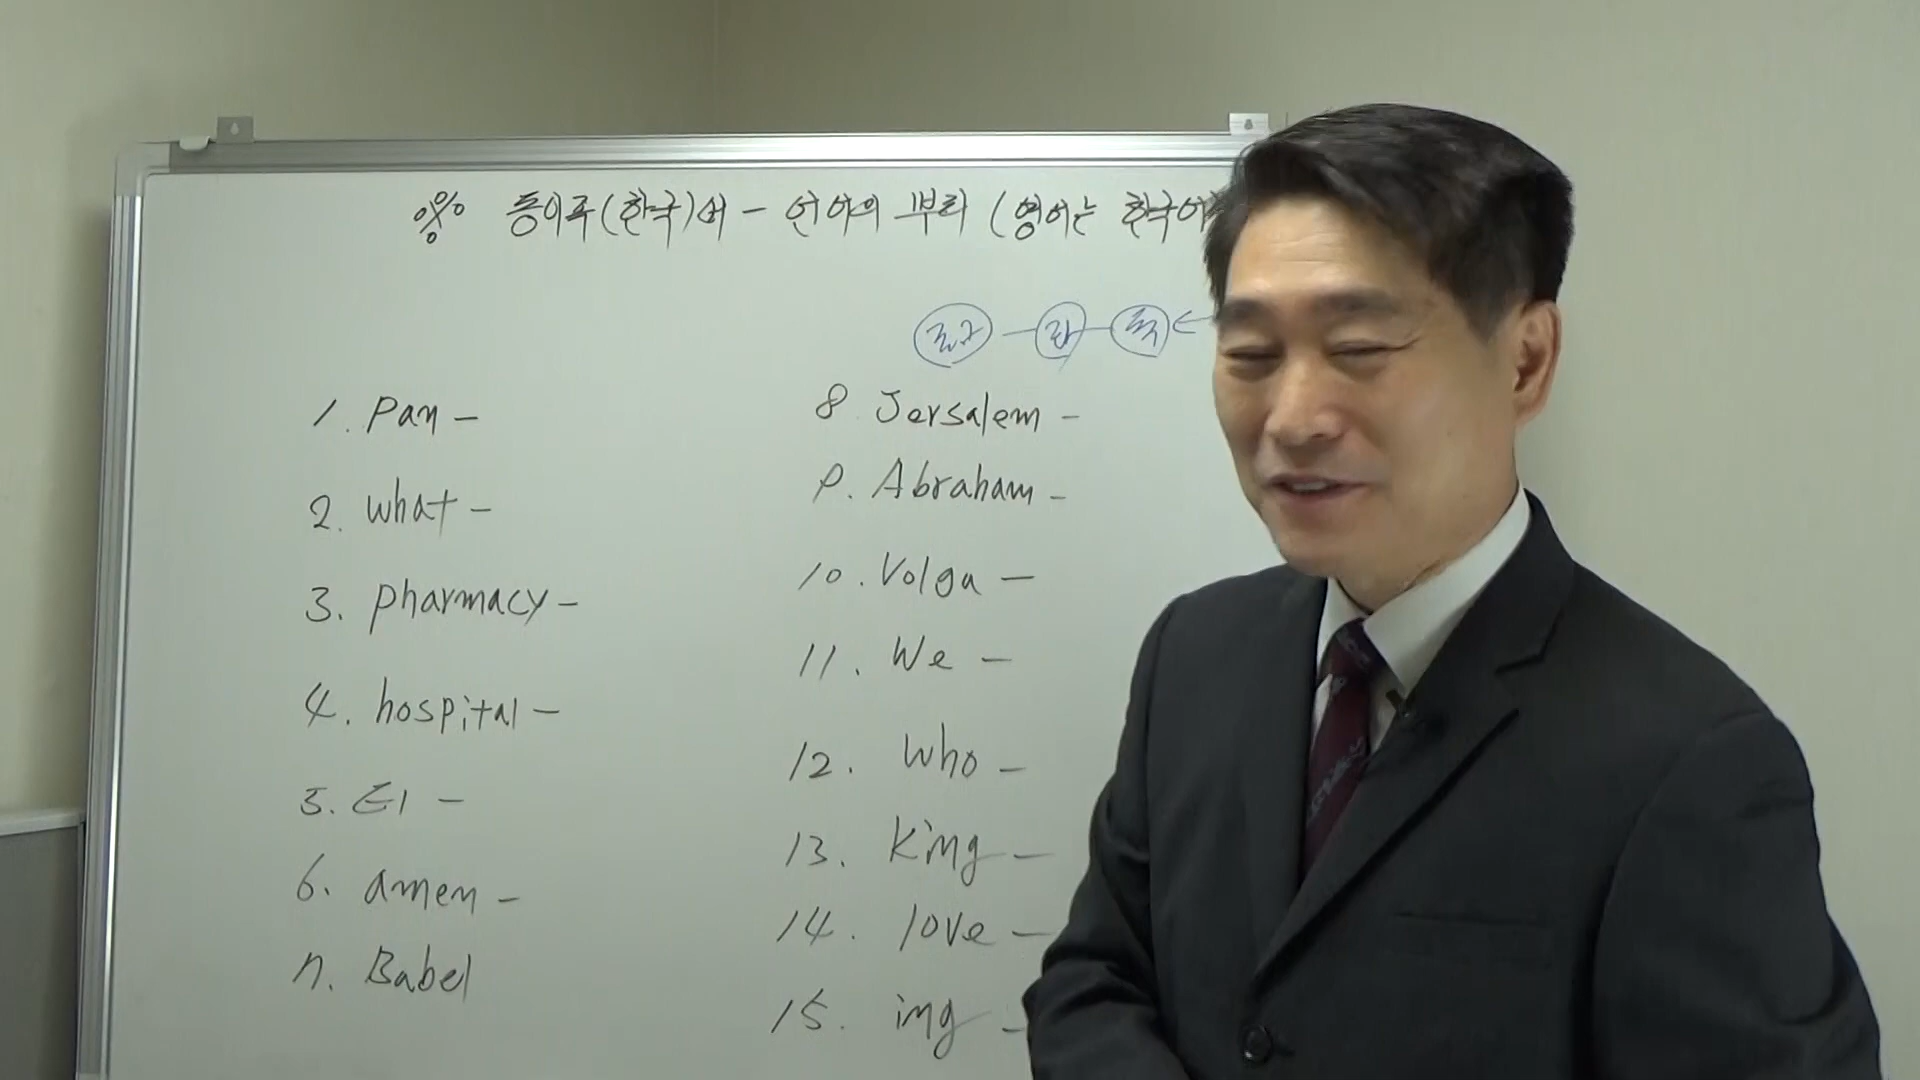 ※ 동이족(한국)어 - 언어의 뿌리 (영어는 한국어
1. Pan -
2. what -
3. pharmacy -
4. hospital -
5. El -
6. amen -
7. Babel
8 Jersalem -
9. Abraham -
10. Volga -
11. We -
12. Who -
13. King -
14. love -
15. ing -